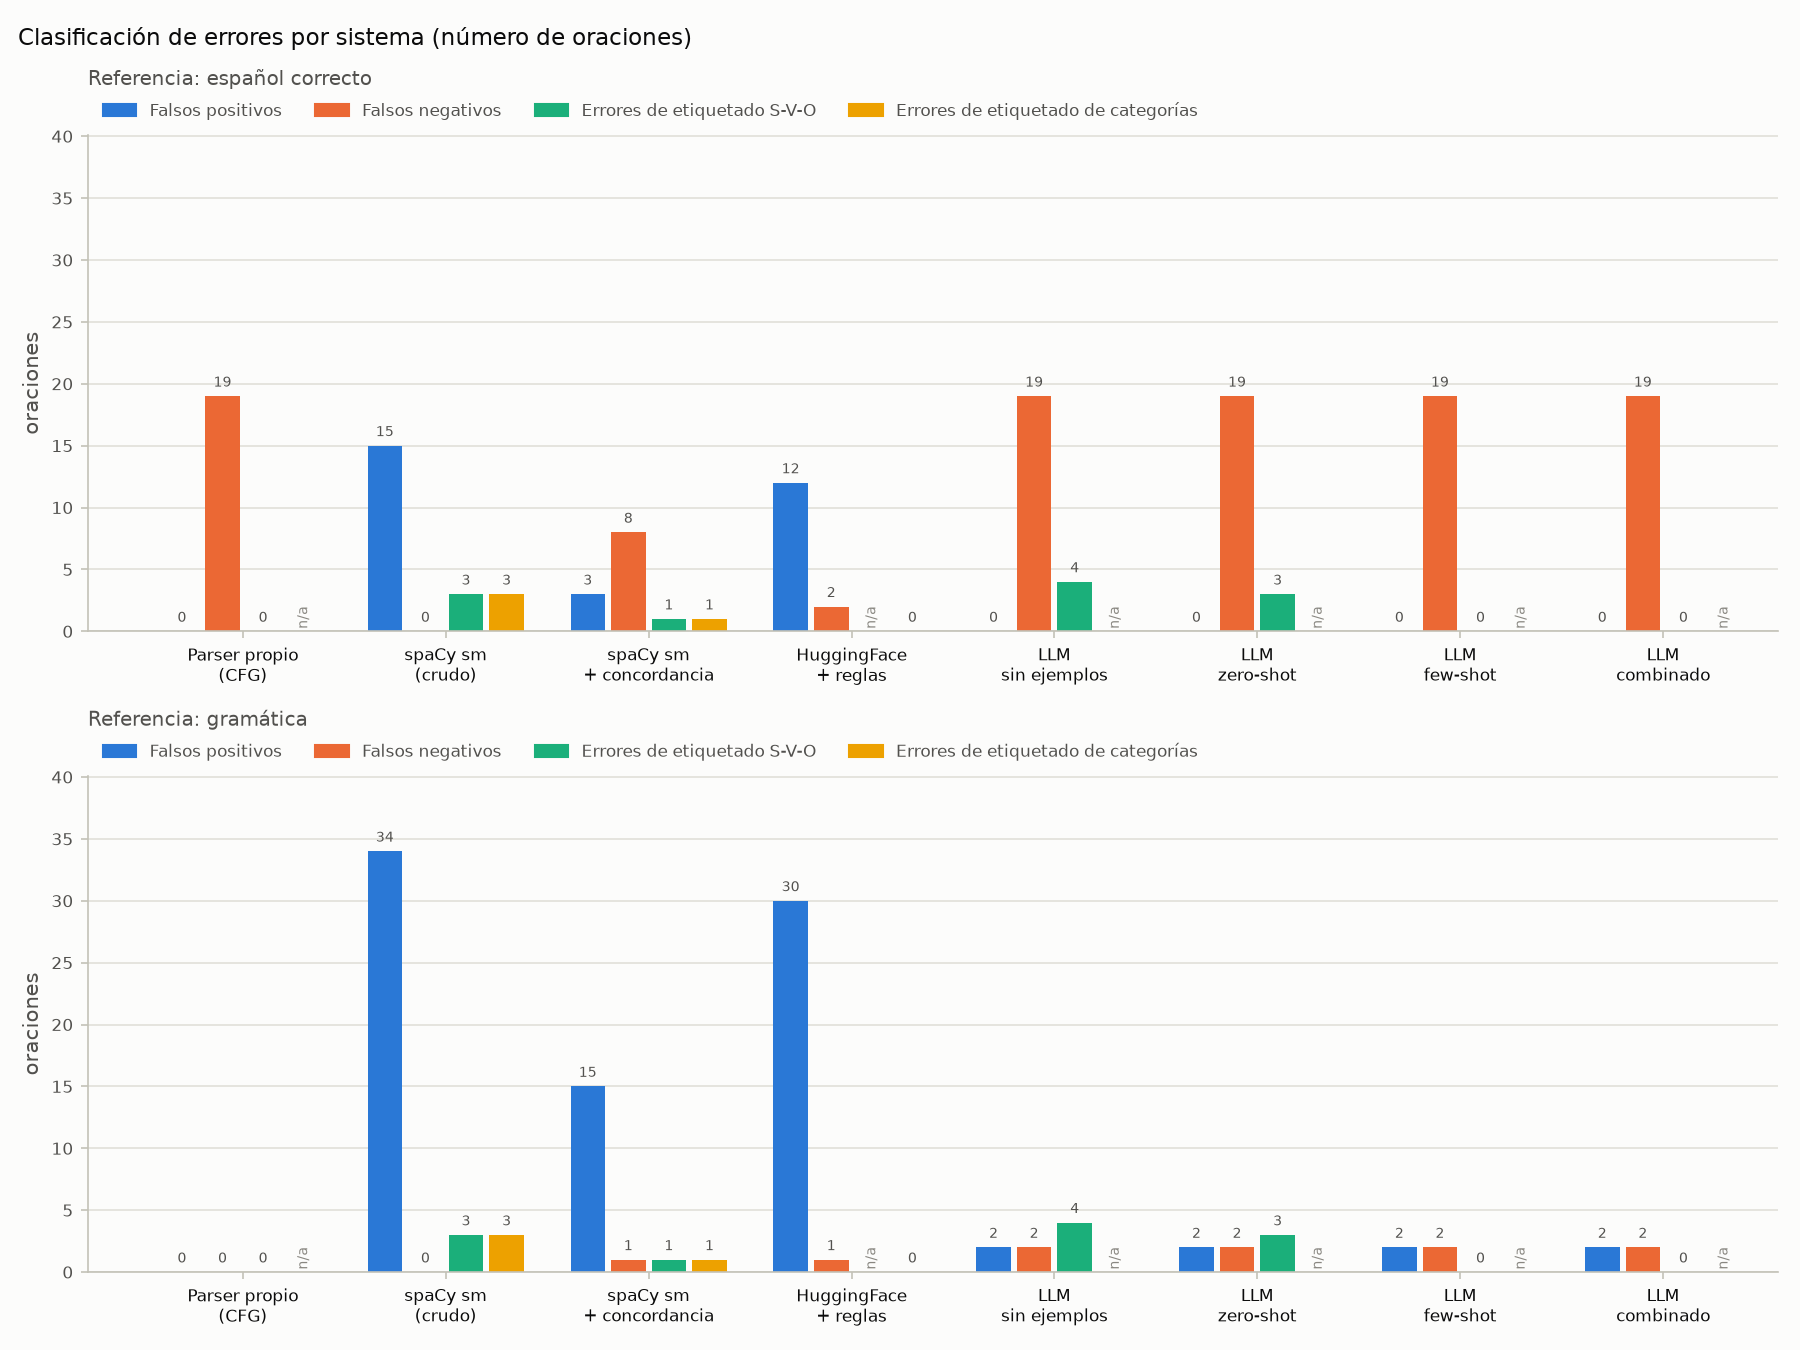 Clasificación de errores por sistema (número de oraciones)
Referencia: español correcto
Falsos positivos Falsos negativos Errores de etiquetado S-V-O Errores de etiquetado de categorías
oraciones
40
35
30
25
20
15
10
5
0
0 19 0 n/a
15 0 3 3
3 8 1 1
12 2 n/a 0
0 19 4 n/a
0 19 3 n/a
0 19 0 n/a
0 19 0 n/a
Parser propio
(CFG)
spaCy sm
(crudo)
spaCy sm
+ concordancia
HuggingFace
+ reglas
LLM
sin ejemplos
LLM
zero-shot
LLM
few-shot
LLM
combinado
Referencia: gramática
Falsos positivos Falsos negativos Errores de etiquetado S-V-O Errores de etiquetado de categorías
oraciones
40
35
30
25
20
15
10
5
0
0 0 0 n/a
34 0 3 3
15 1 1 1
30 1 n/a 0
2 2 4 n/a
2 2 3 n/a
2 2 0 n/a
2 2 0 n/a
Parser propio
(CFG)
spaCy sm
(crudo)
spaCy sm
+ concordancia
HuggingFace
+ reglas
LLM
sin ejemplos
LLM
zero-shot
LLM
few-shot
LLM
combinado